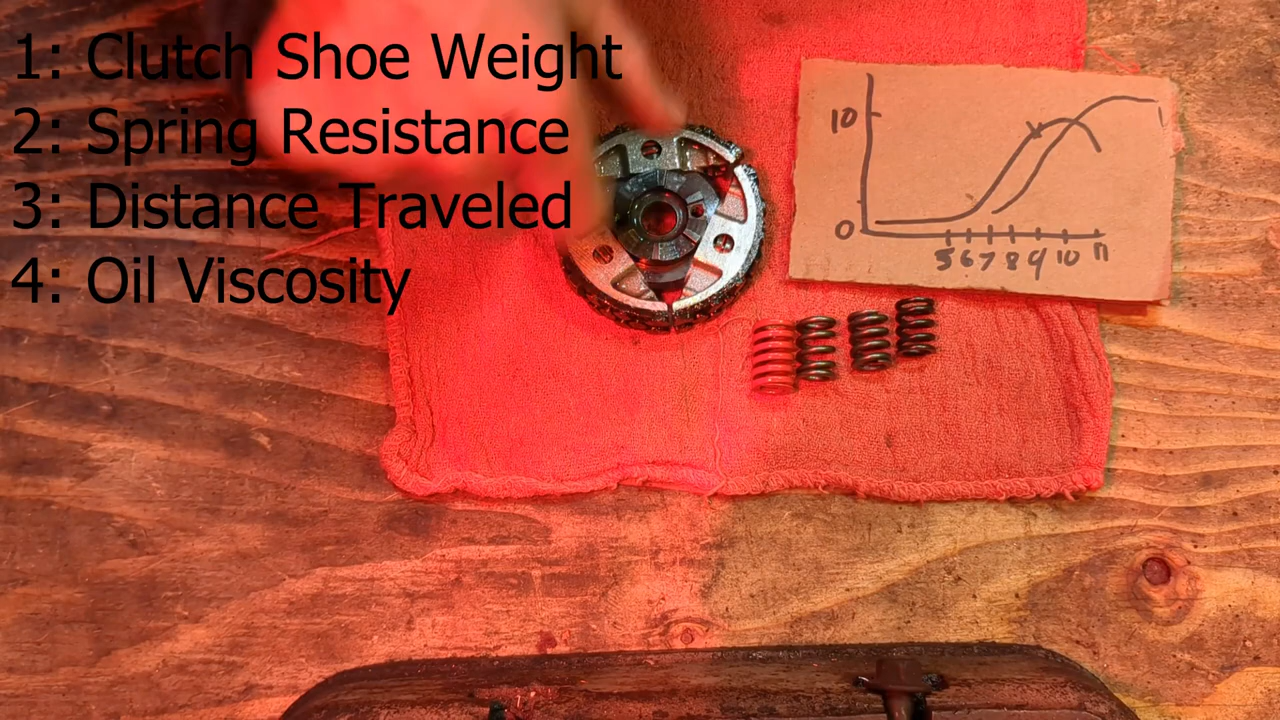 1: Clutch Shoe Weight
2: Spring Resistance
3: Distance Traveled
4: Oil Viscosity
10
0
5 6 7 8 9 10 11